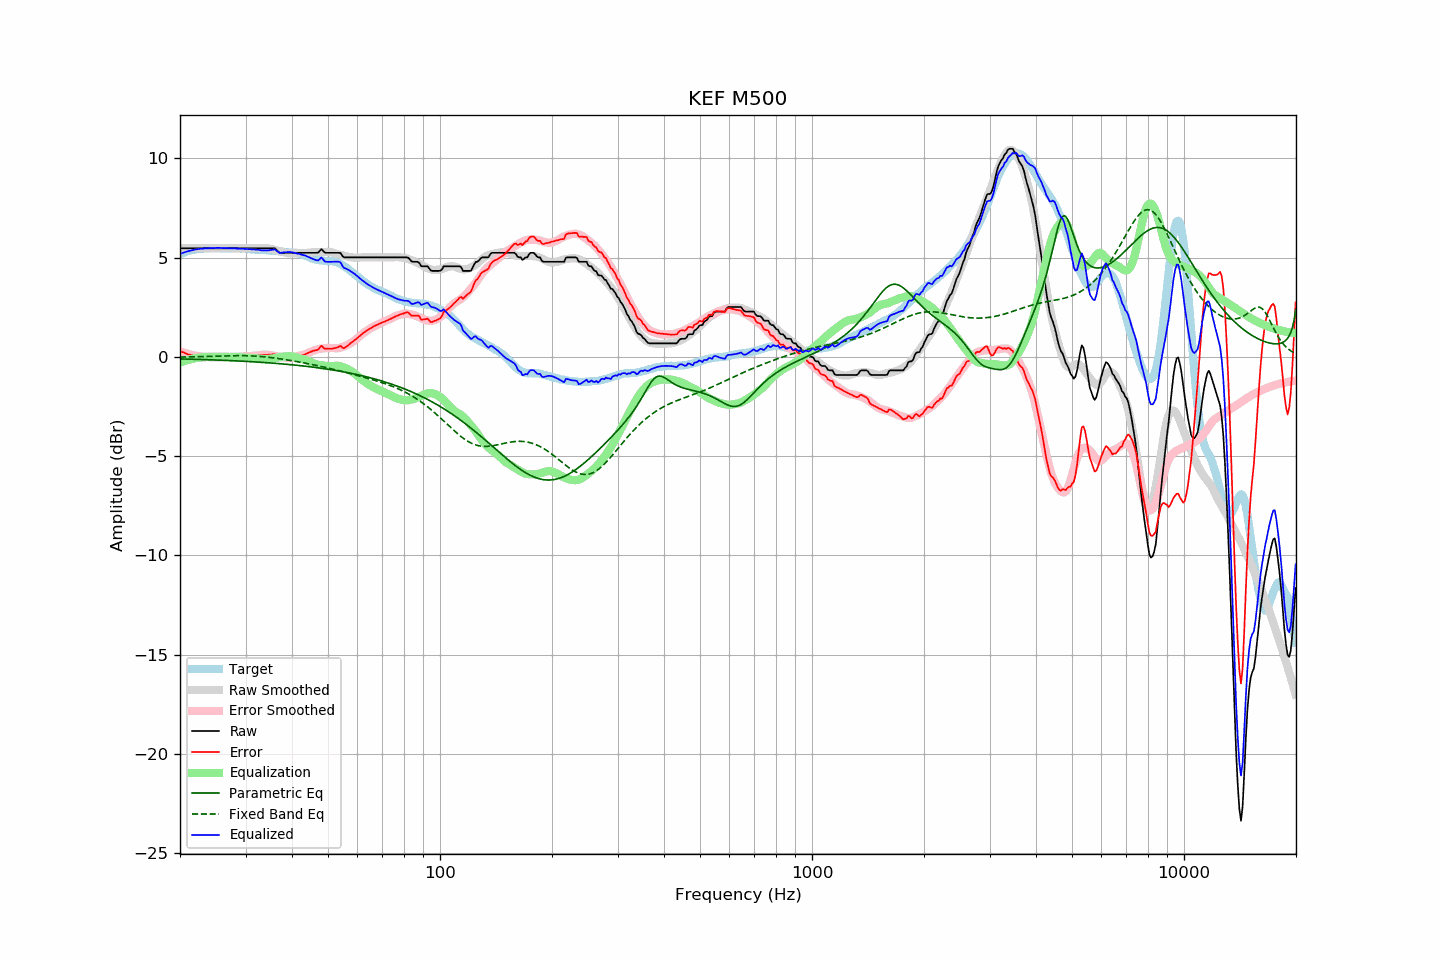 KEF M500
10
5
0
−5
−10
−15
−20
−25
Amplitude (dBr)
100
1000
10000
Frequency (Hz)
Target
Raw Smoothed
Error Smoothed
Raw
Error
Equalization
Parametric Eq
Fixed Band Eq
Equalized